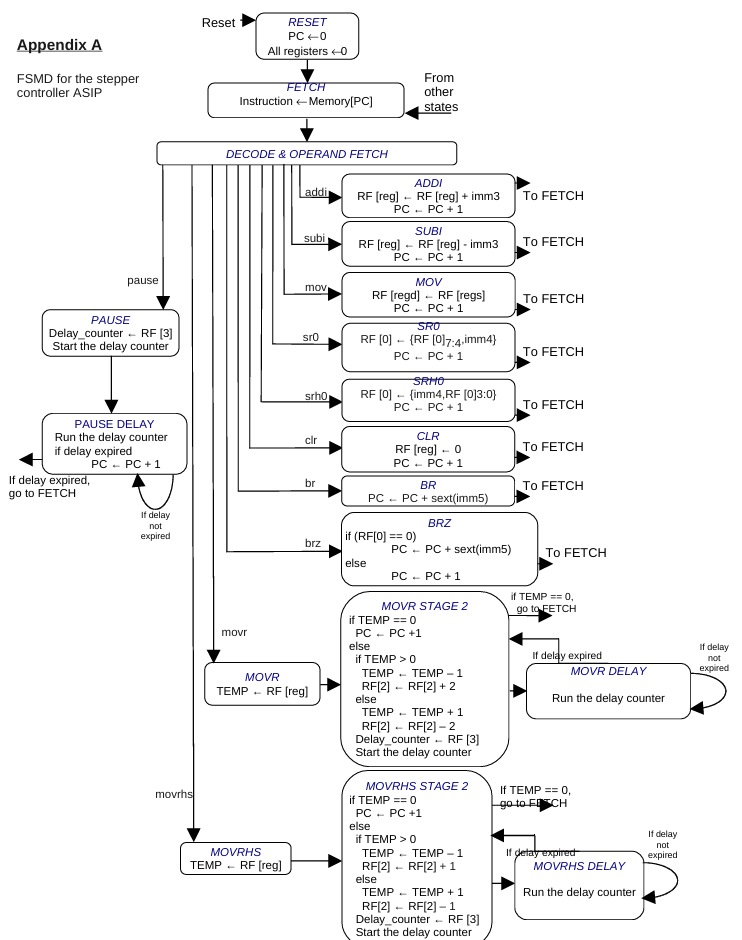 Appendix A
FSMD for the stepper
controller ASIP
Reset
RESET
PC ←0
All registers ←0
FETCH
Instruction ←Memory[PC]
From
other
states
DECODE & OPERAND FETCH
addi
ADDI
RF [reg] ← RF [reg] + imm3
PC ← PC + 1
To FETCH
subi
SUBI
RF [reg] ← RF [reg] - imm3
PC ← PC + 1
To FETCH
mov
MOV
RF [regd] ← RF [regs]
PC ← PC + 1
To FETCH
sr0
SR0
RF [0] ← {RF [0]7:4,imm4}
PC ← PC + 1
To FETCH
srh0
SRH0
RF [0] ← {imm4,RF [0]3:0}
PC ← PC + 1
To FETCH
clr
CLR
RF [reg] ← 0
PC ← PC + 1
To FETCH
br
BR
PC ← PC + sext(imm5)
To FETCH
brz
BRZ
if (RF[0] == 0)
PC ← PC + sext(imm5)
else
PC ← PC + 1
To FETCH
pause
PAUSE
Delay_counter ← RF [3]
Start the delay counter
PAUSE DELAY
Run the delay counter
if delay expired
PC ← PC + 1
If delay expired,
go to FETCH
If delay
not
expired
movr
MOVR
TEMP ← RF [reg]
MOVR STAGE 2
if TEMP == 0
PC ← PC +1
else
if TEMP > 0
TEMP ← TEMP – 1
RF[2] ← RF[2] + 2
else
TEMP ← TEMP + 1
RF[2] ← RF[2] – 2
Delay_counter ← RF [3]
Start the delay counter
if TEMP == 0,
go to FETCH
If delay expired
MOVR DELAY
Run the delay counter
If delay
not
expired
movrhs
MOVRHS
TEMP ← RF [reg]
MOVRHS STAGE 2
if TEMP == 0
PC ← PC +1
else
if TEMP > 0
TEMP ← TEMP – 1
RF[2] ← RF[2] + 1
else
TEMP ← TEMP + 1
RF[2] ← RF[2] – 1
Delay_counter ← RF [3]
Start the delay counter
If TEMP == 0,
go to FETCH
If delay expired
MOVRHS DELAY
Run the delay counter
If delay
not
expired